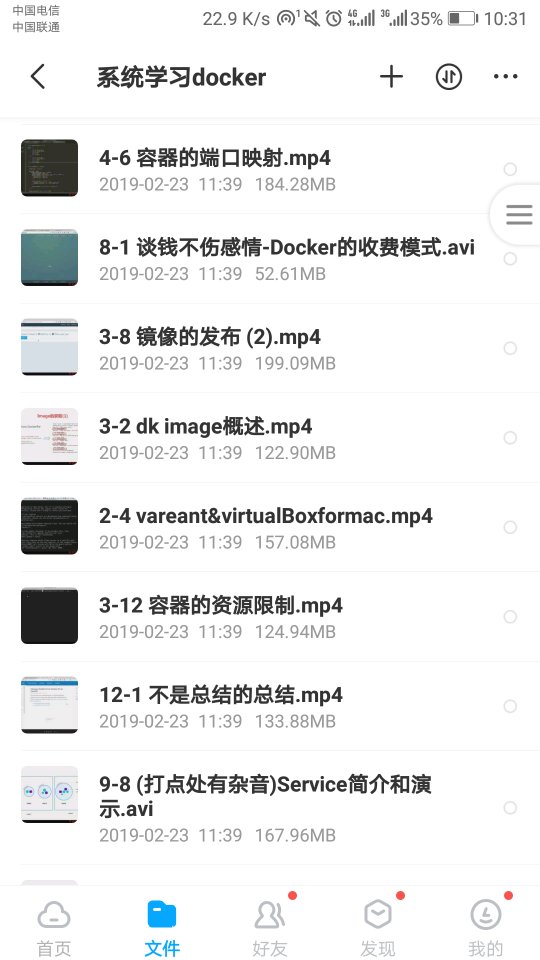 中国电信
中国联通
22.9 K/s
1
4G
3G
35%
10:31
系统学习docker
4-6 容器的端口映射.mp4
2019-02-23 11:39 184.28MB
8-1 谈钱不伤感情-Docker的收费模式.avi
2019-02-23 11:39 52.61MB
3-8 镜像的发布 (2).mp4
2019-02-23 11:39 199.09MB
3-2 dk image概述.mp4
2019-02-23 11:39 122.90MB
2-4 vareant&virtualBoxformac.mp4
2019-02-23 11:39 157.08MB
3-12 容器的资源限制.mp4
2019-02-23 11:39 124.94MB
12-1 不是总结的总结.mp4
2019-02-23 11:39 133.88MB
9-8 (打点处有杂音)Service简介和演
示.avi
2019-02-23 11:39 167.96MB
首页
文件
好友
发现
我的